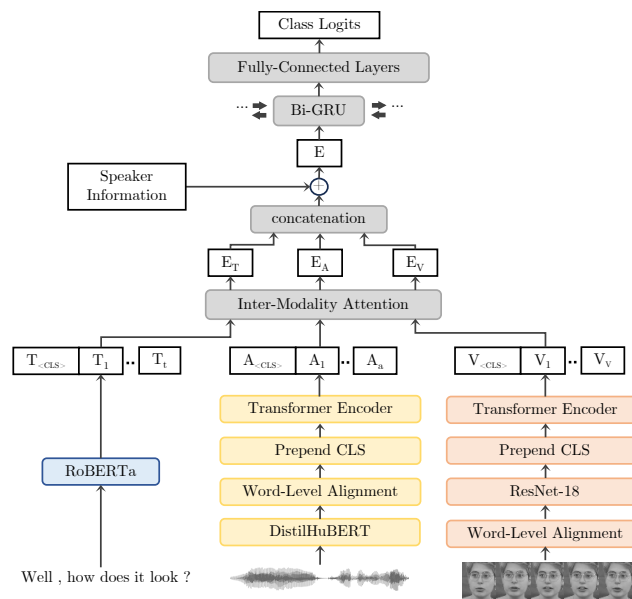 Class Logits
Fully-Connected Layers
... Bi-GRU ...
E
Speaker
Information
+
concatenation
E_T E_A E_V
Inter-Modality Attention
T_<CLS> T_1 .. T_t A_<CLS> A_1 .. A_a V_<CLS> V_1 .. V_v
Transformer Encoder Transformer Encoder
Prepend CLS Prepend CLS
RoBERTa Word-Level Alignment ResNet-18
DistilHuBERT Word-Level Alignment
Well , how does it look ?